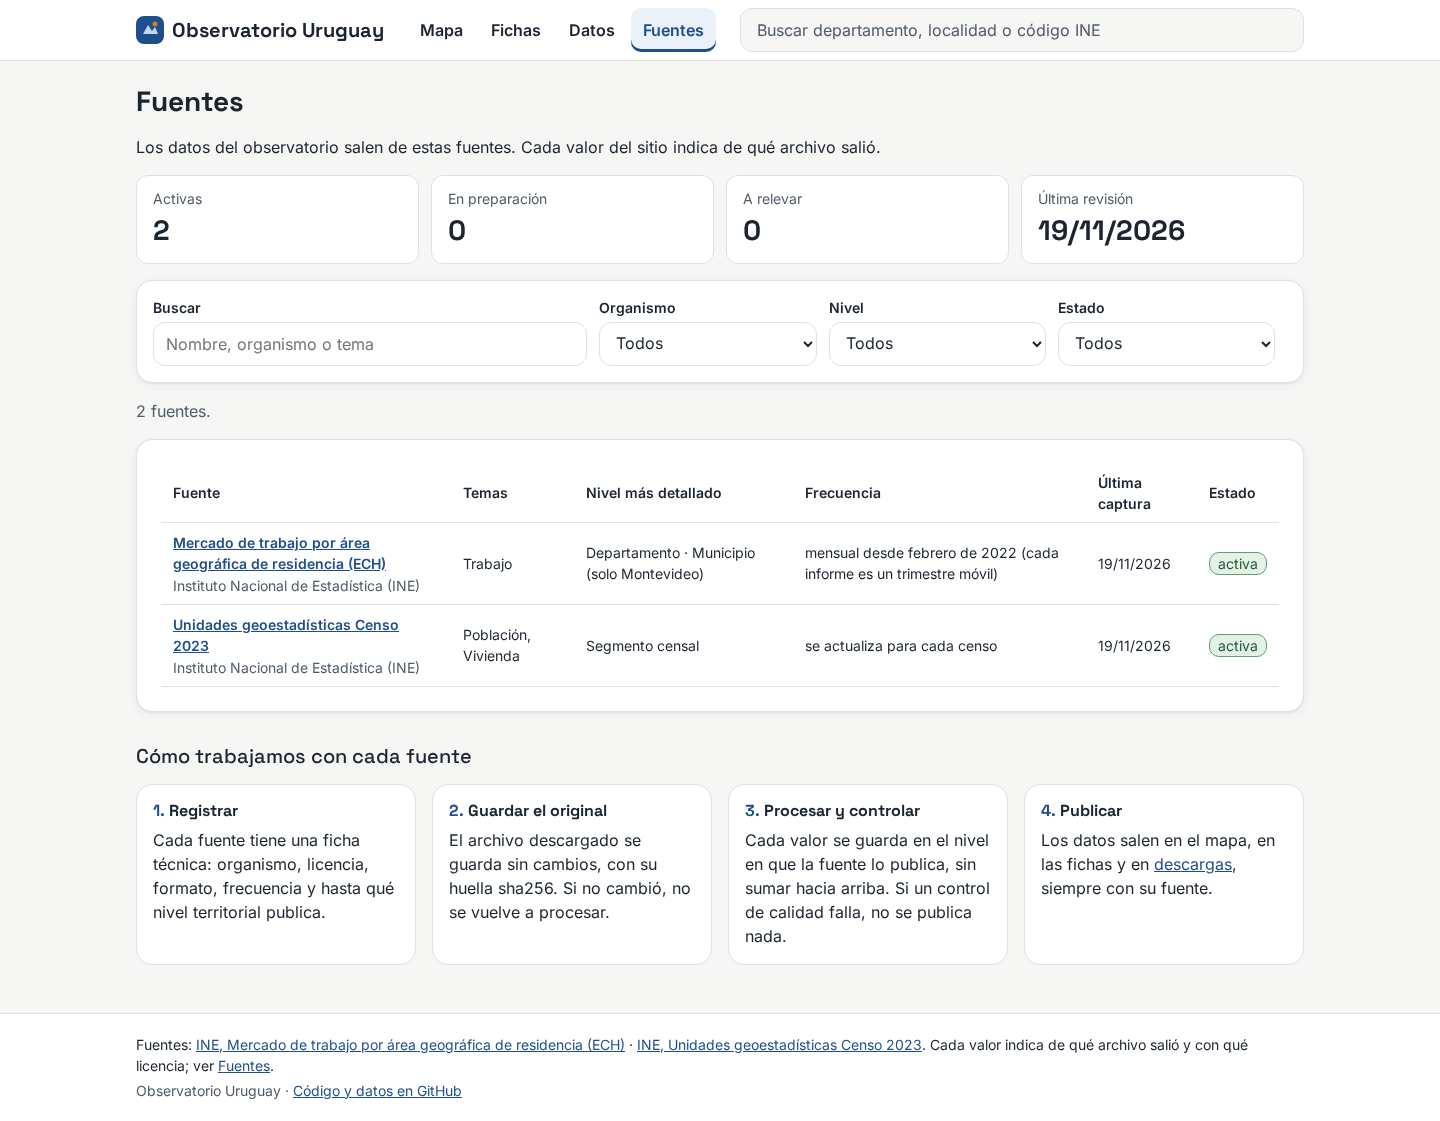 Observatorio Uruguay
Mapa
Fichas
Datos
Fuentes
Buscar departamento, localidad o código INE
Fuentes
Los datos del observatorio salen de estas fuentes. Cada valor del sitio indica de qué archivo salió.
Activas
2
En preparación
0
A relevar
0
Última revisión
19/11/2026
Buscar
Nombre, organismo o tema
Organismo
Todos
Nivel
Todos
Estado
Todos
2 fuentes.
Fuente
Temas
Nivel más detallado
Frecuencia
Última
captura
Estado
Mercado de trabajo por área
geográfica de residencia (ECH)
Instituto Nacional de Estadística (INE)
Trabajo
Departamento · Municipio
(solo Montevideo)
mensual desde febrero de 2022 (cada
informe es un trimestre móvil)
19/11/2026
activa
Unidades geoestadísticas Censo
2023
Instituto Nacional de Estadística (INE)
Población,
Vivienda
Segmento censal
se actualiza para cada censo
19/11/2026
activa
Cómo trabajamos con cada fuente
1. Registrar
Cada fuente tiene una ficha
técnica: organismo, licencia,
formato, frecuencia y hasta qué
nivel territorial publica.
2. Guardar el original
El archivo descargado se
guarda sin cambios, con su
huella sha256. Si no cambió, no
se vuelve a procesar.
3. Procesar y controlar
Cada valor se guarda en el nivel
en que la fuente lo publica, sin
sumar hacia arriba. Si un control
de calidad falla, no se publica
nada.
4. Publicar
Los datos salen en el mapa, en
las fichas y en descargas,
siempre con su fuente.
Fuentes: INE, Mercado de trabajo por área geográfica de residencia (ECH) · INE, Unidades geoestadísticas Censo 2023. Cada valor indica de qué archivo salió y con qué
licencia; ver Fuentes.
Observatorio Uruguay · Código y datos en GitHub